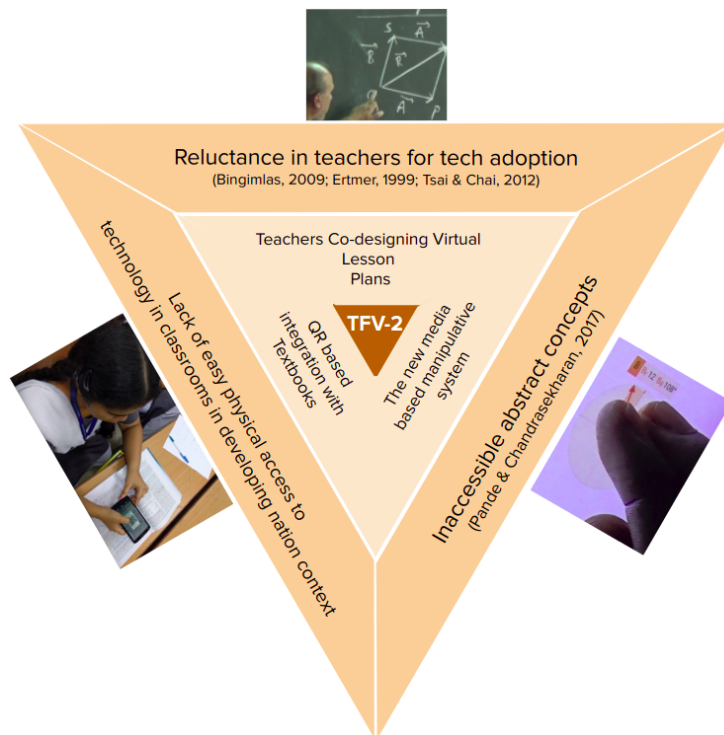 S
A
B
R
A
P
Reluctance in teachers for tech adoption
(Bingimlas, 2009; Ertmer, 1999; Tsai & Chai, 2012)
Teachers Co-designing Virtual
Lesson
Plans
TFV-2
QR based
integration with
Textbooks
The new media
based manipulative
system
Lack of easy physical access to
technology in classrooms in developing nation context
Inaccessible abstract concepts
(Pande & Chandrasekharan, 2017)